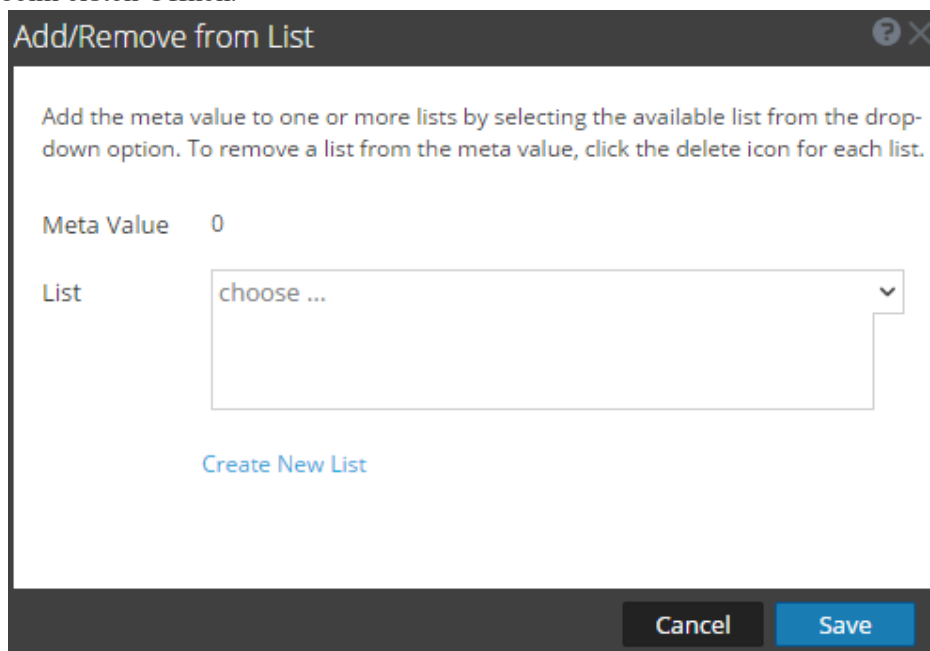 Add/Remove from List
Add the meta value to one or more lists by selecting the available list from the drop-
down option. To remove a list from the meta value, click the delete icon for each list.
Meta Value 0
List choose ...
Create New List
Cancel Save